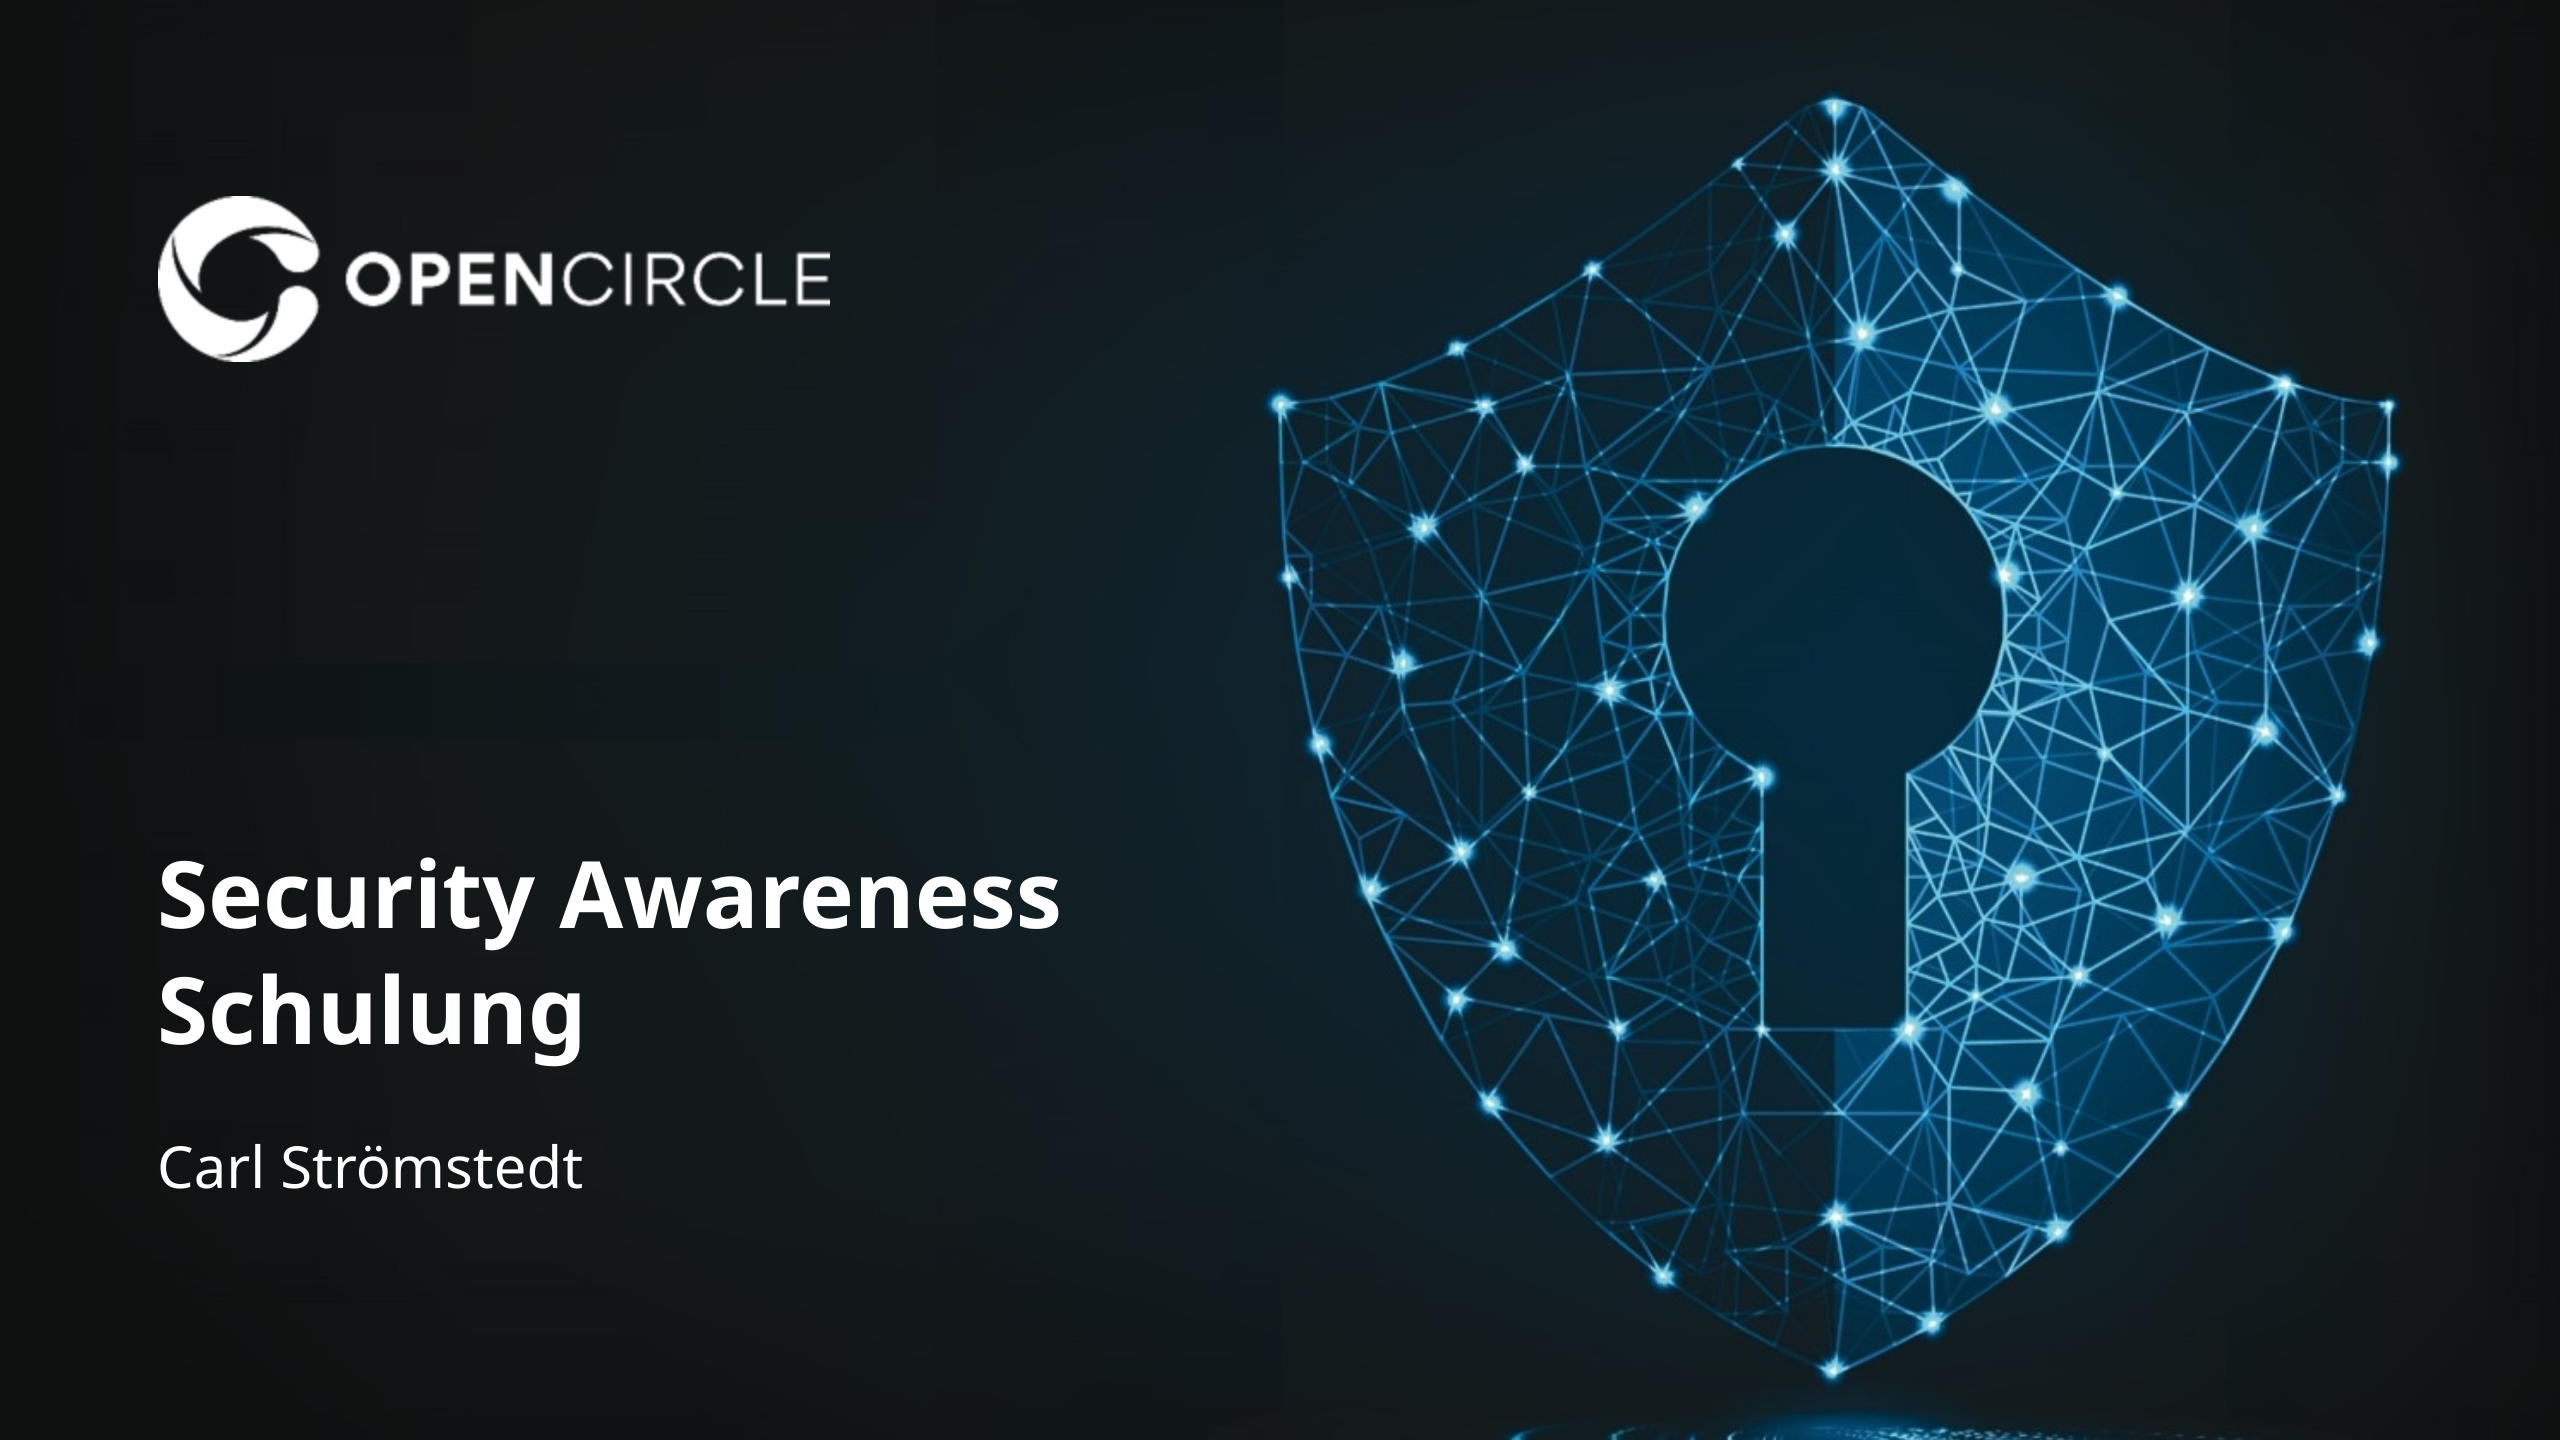 OPENCIRCLE
Security Awareness
Schulung
Carl Strömstedt